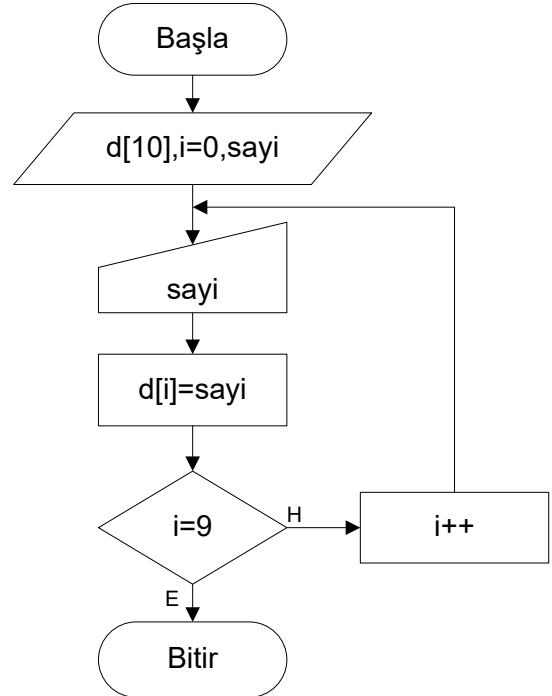 Başla
d[10],i=0,sayi
sayi
d[i]=sayi
i=9
H
i++
E
Bitir